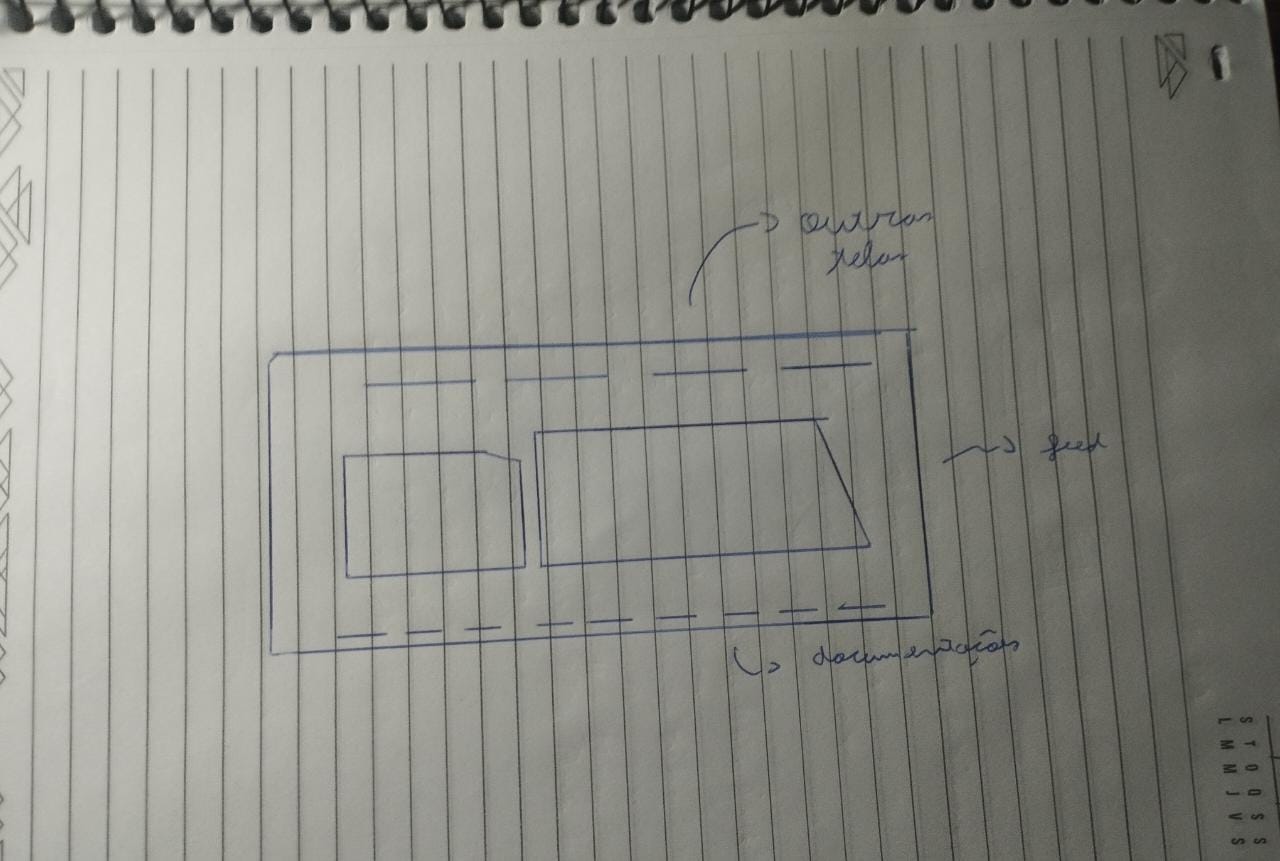 outras
telas
feed
documentações
S T Q Q S S
L M M J V S